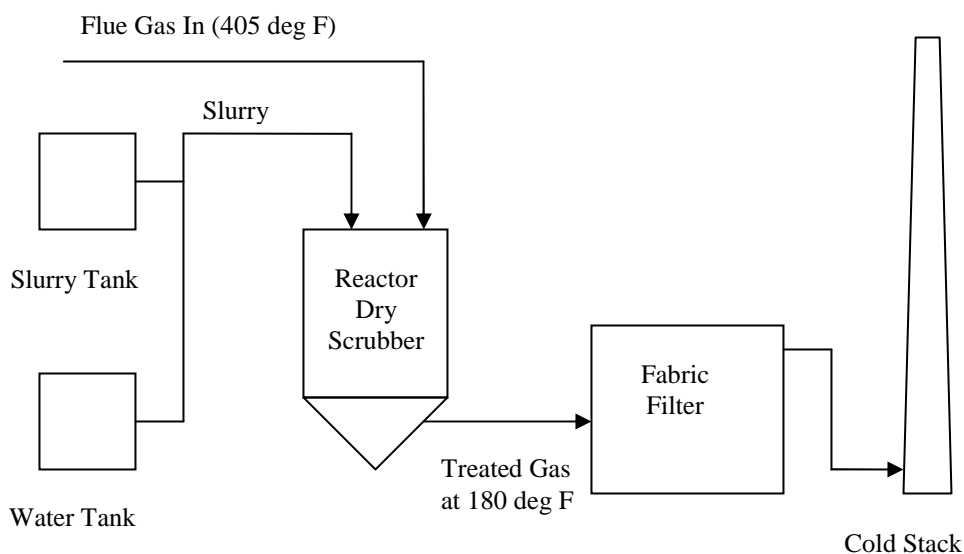 Flue Gas In (405 deg F)
Slurry
Slurry Tank
Reactor
Dry
Scrubber
Fabric
Filter
Treated Gas
at 180 deg F
Water Tank
Cold Stack